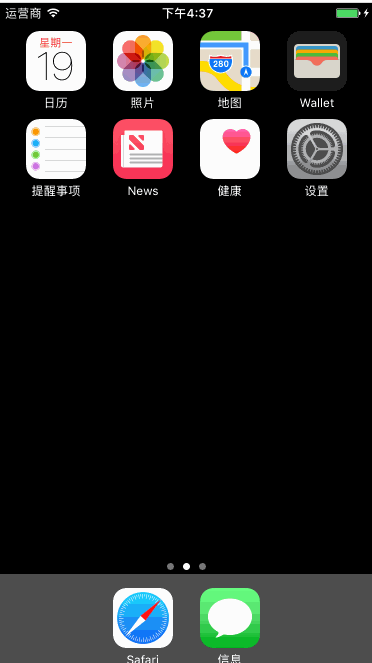 运营商 下午4:37
星期一
19
280
日历 照片 地图 Wallet
提醒事项 News 健康 设置
Safari 信息